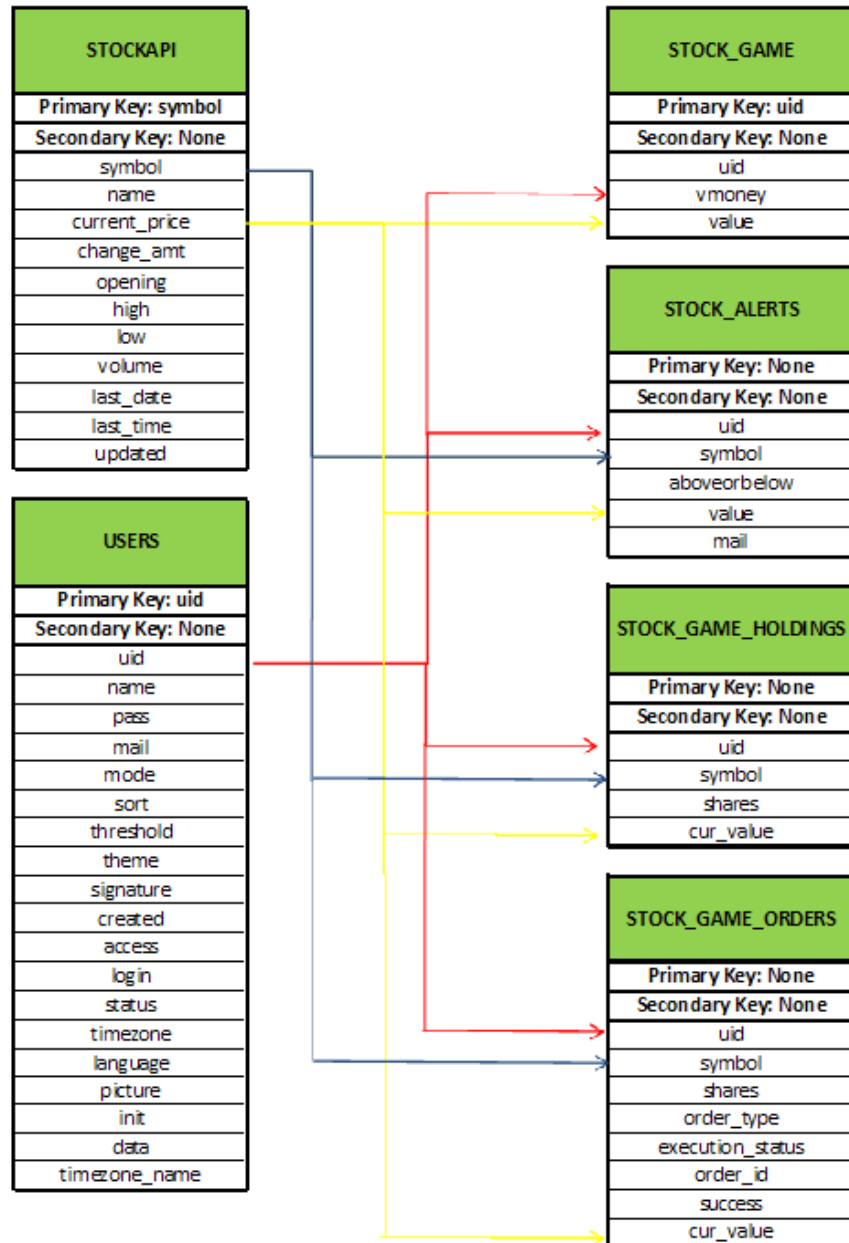 STOCKAPI
Primary Key: symbol
Secondary Key: None
symbol
name
current_price
change_amt
opening
high
low
volume
last_date
last_time
updated
USERS
Primary Key: uid
Secondary Key: None
uid
name
pass
mail
mode
sort
threshold
theme
signature
created
access
login
status
timezone
language
picture
init
data
timezone_name
STOCK_GAME
Primary Key: uid
Secondary Key: None
uid
vmoney
value
STOCK_ALERTS
Primary Key: None
Secondary Key: None
uid
symbol
aboveorbelow
value
mail
STOCK_GAME_HOLDINGS
Primary Key: None
Secondary Key: None
uid
symbol
shares
cur_value
STOCK_GAME_ORDERS
Primary Key: None
Secondary Key: None
uid
symbol
shares
order_type
execution_status
order_id
success
cur_value